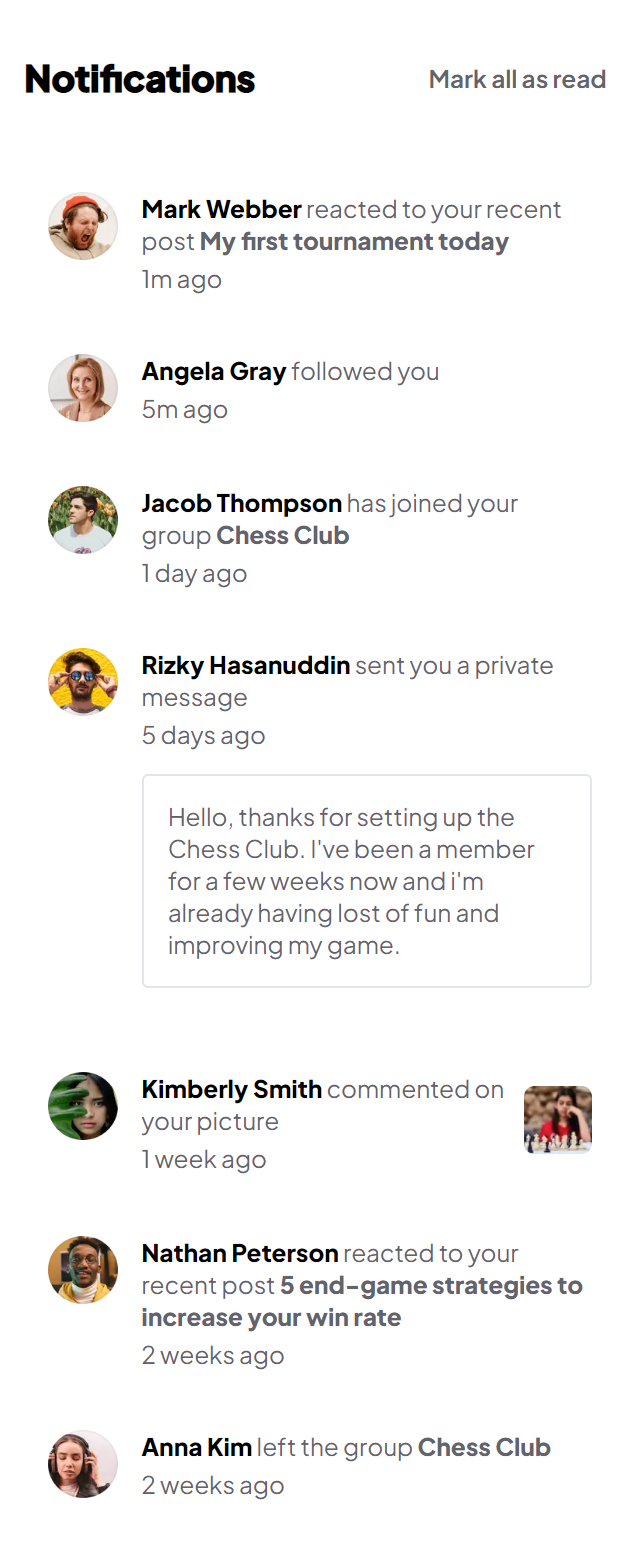 Notifications
Mark all as read
Mark Webber reacted to your recent
post My first tournament today
1m ago
Angela Gray followed you
5m ago
Jacob Thompson has joined your
group Chess Club
1 day ago
Rizky Hasanuddin sent you a private
message
5 days ago
Hello, thanks for setting up the
Chess Club. I've been a member
for a few weeks now and i'm
already having lost of fun and
improving my game.
Kimberly Smith commented on
your picture
1 week ago
Nathan Peterson reacted to your
recent post 5 end-game strategies to
increase your win rate
2 weeks ago
Anna Kim left the group Chess Club
2 weeks ago